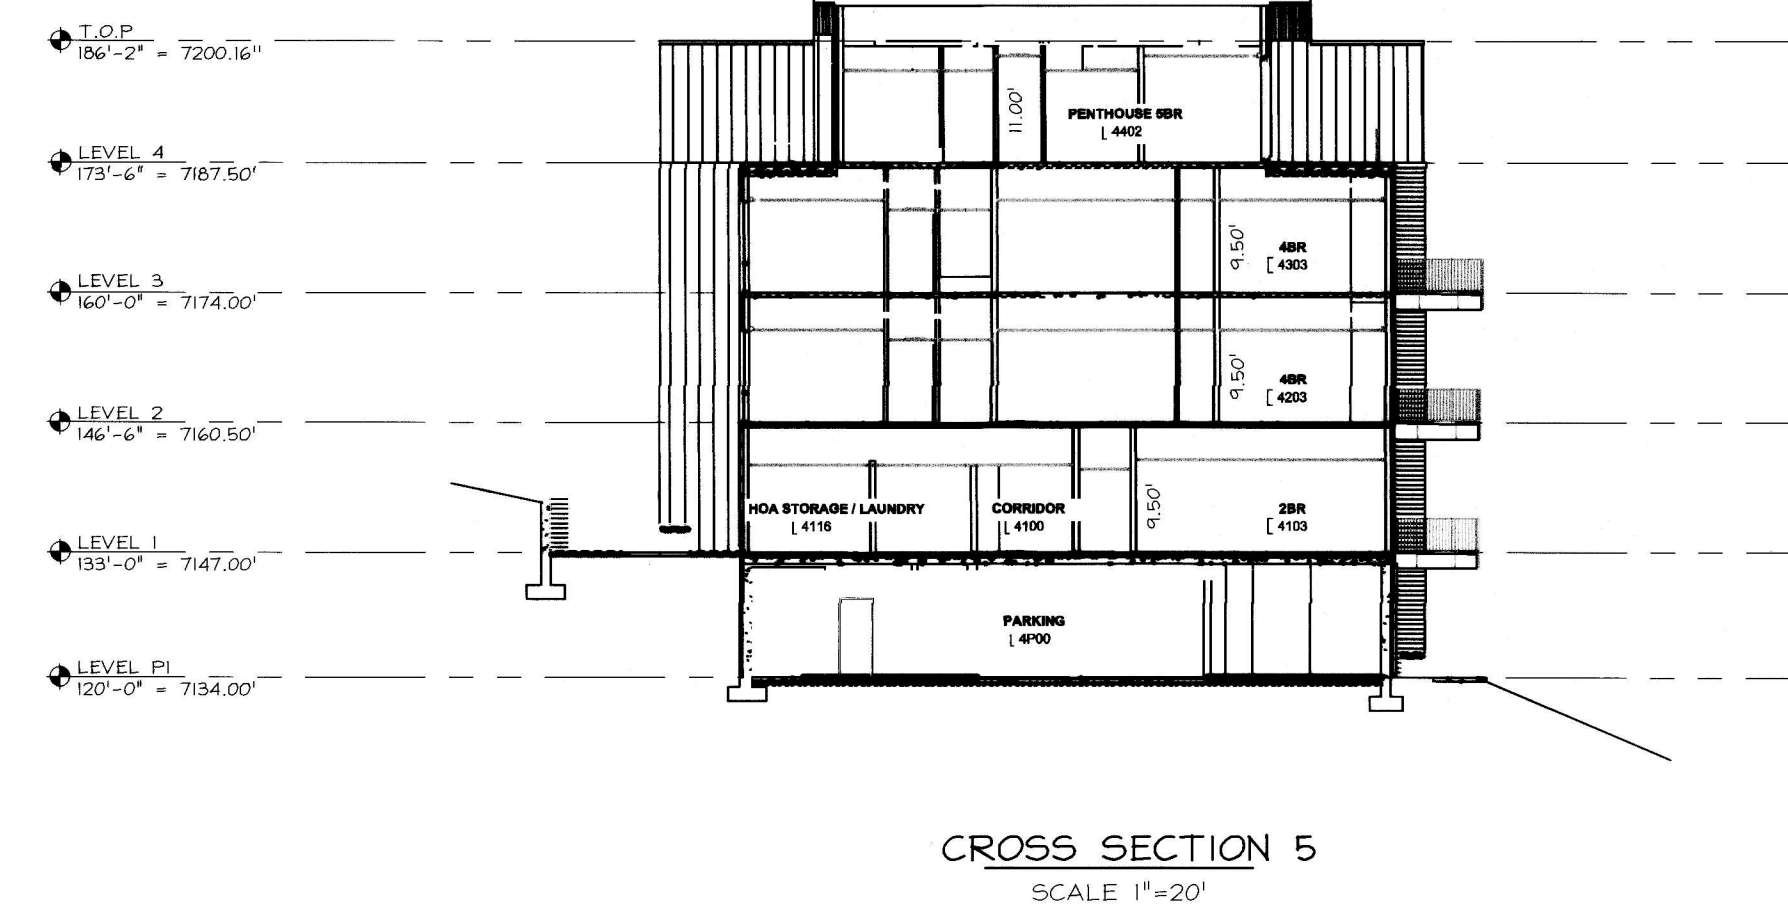 T.O.P
186'-2" = 7200.16"
LEVEL 4
173'-6" = 7187.50'
LEVEL 3
160'-0" = 7174.00'
LEVEL 2
146'-6" = 7160.50'
LEVEL 1
133'-0" = 7147.00'
LEVEL P1
120'-0" = 7134.00'
11.00'
PENTHOUSE 5BR
4402
9.50'
4BR
4303
9.50'
4BR
4203
HOA STORAGE / LAUNDRY
4116
CORRIDOR
4100
9.50'
2BR
4103
PARKING
4P00
CROSS SECTION 5
SCALE 1"=20'